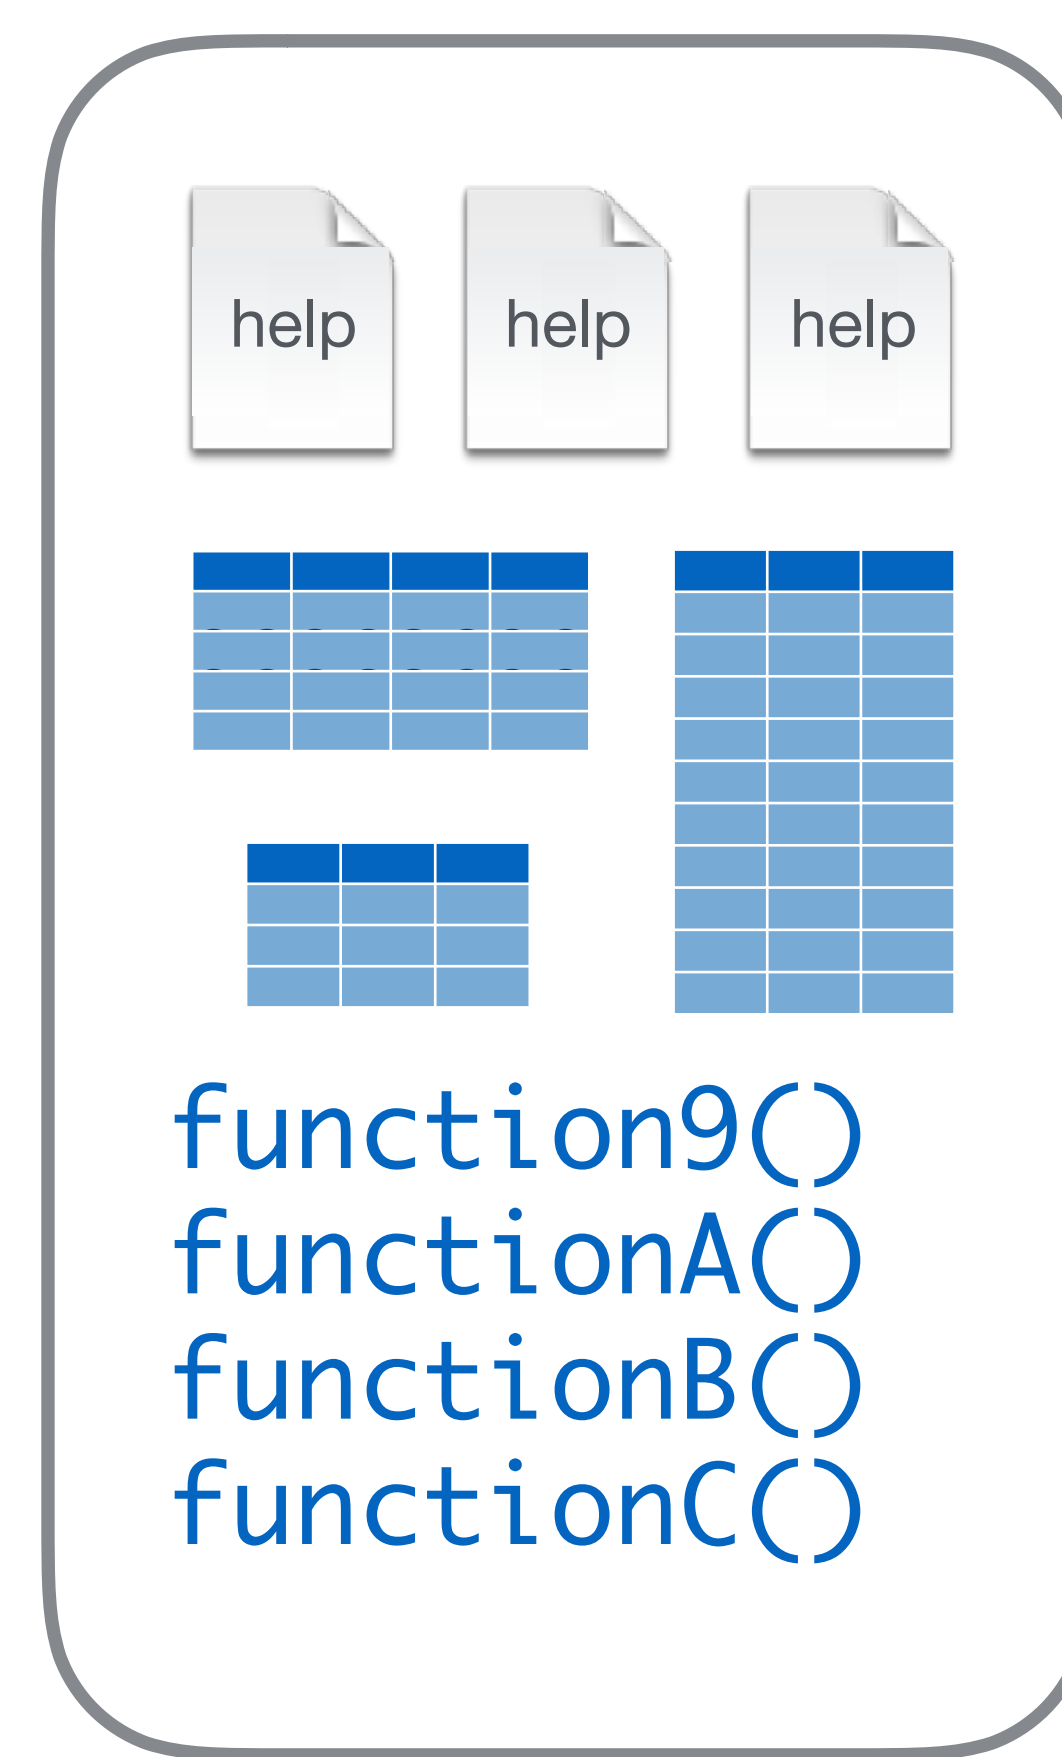 help help help
function9()
functionA()
functionB()
functionC()